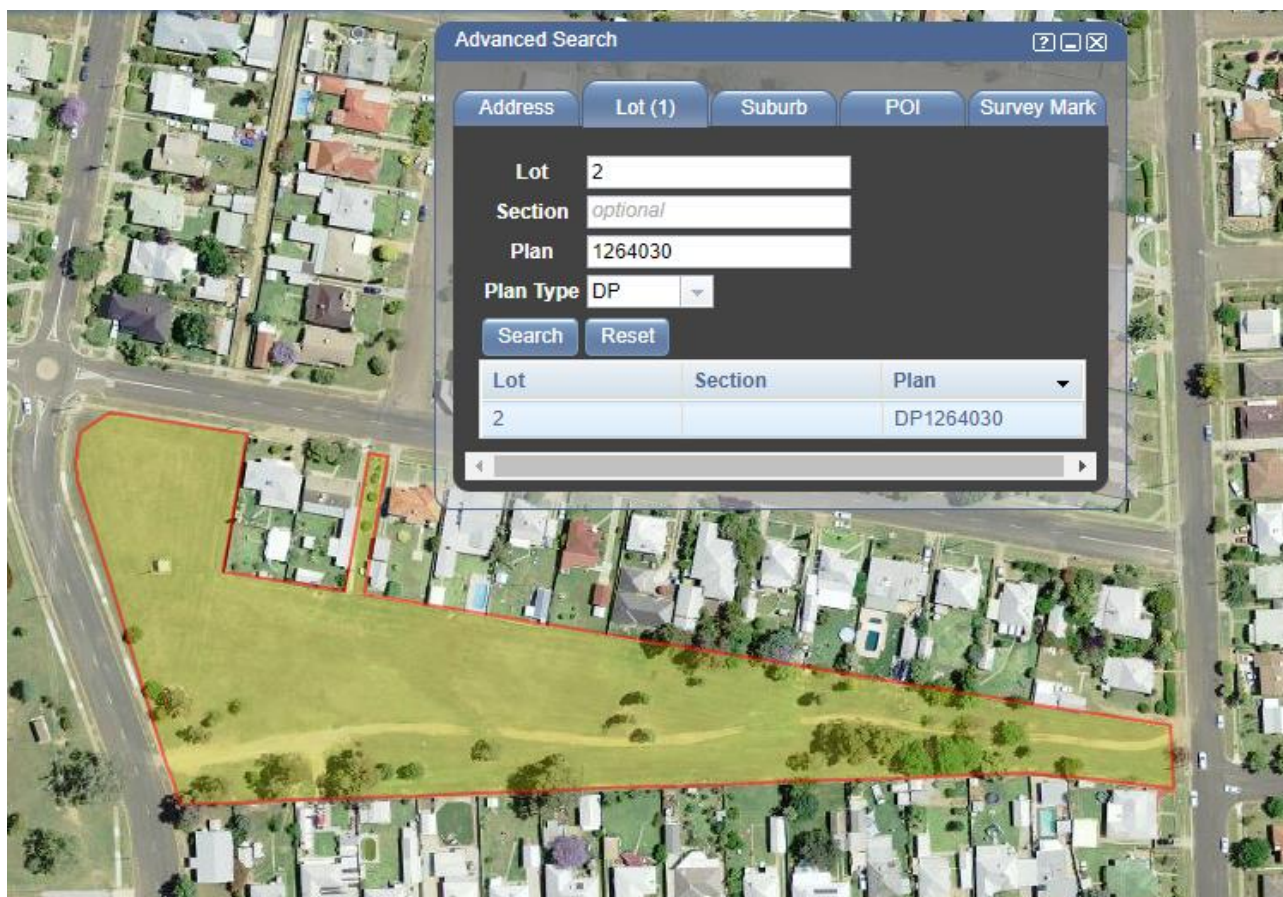 Advanced Search
Address Lot (1) Suburb POI Survey Mark
Lot 2
Section optional
Plan 1264030
Plan Type DP
Search Reset
Lot Section Plan
2 DP1264030